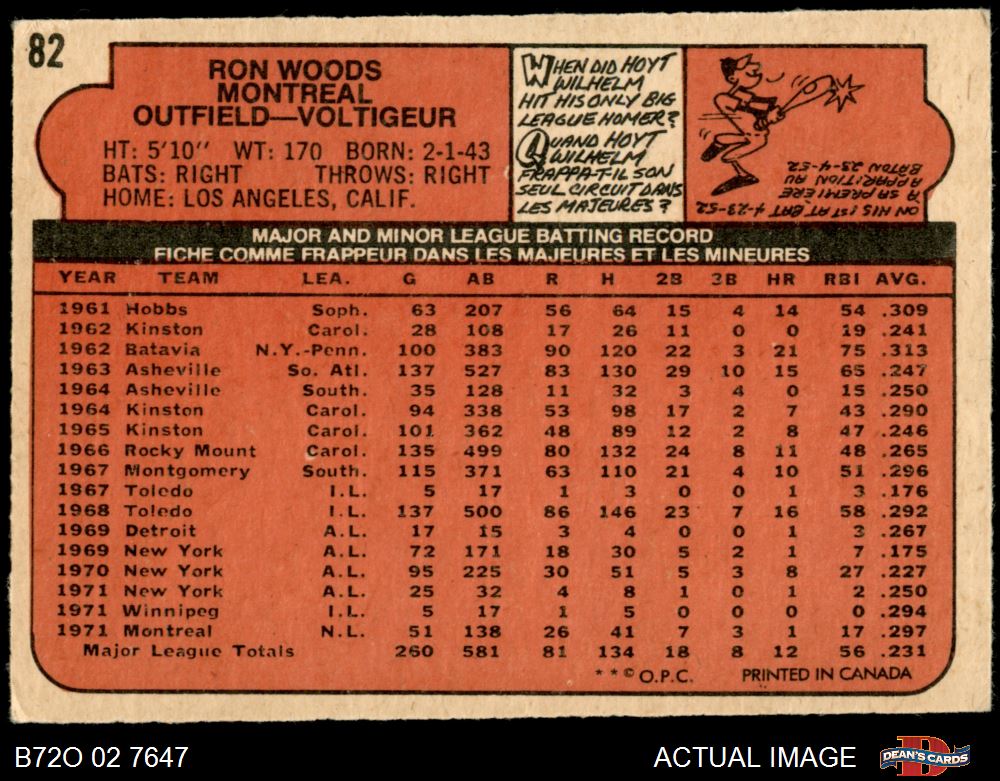 82
RON WOODS
MONTREAL
OUTFIELD—VOLTIGEUR
HT: 5'10" WT: 170 BORN: 2-1-43
BATS: RIGHT THROWS: RIGHT
HOME: LOS ANGELES, CALIF.
WHEN DID HOYT
WILHELM
HIT HIS ONLY BIG
LEAGUE HOMER?
QUAND HOYT
WILHELM
FRAPPA-T-IL SON
SEUL CIRCUIT DANS
LES MAJEURES?
ON HIS 1ST AT BAT 4-23-52
A SA PREMIERE
APPARITION AU
BATON 23-4-52
MAJOR AND MINOR LEAGUE BATTING RECORD
FICHE COMME FRAPPEUR DANS LES MAJEURES ET LES MINEURES
YEAR TEAM LEA. G AB R H 2B 3B HR RBI AVG.
1961 Hobbs Soph. 63 207 56 64 15 4 14 54 .309
1962 Kinston Carol. 28 108 17 26 11 0 0 19 .241
1962 Batavia N.Y.-Penn. 100 383 90 120 22 3 21 75 .313
1963 Asheville So. Atl. 137 527 83 130 29 10 15 65 .247
1964 Asheville South. 35 128 11 32 3 4 0 15 .250
1964 Kinston Carol. 94 338 53 98 17 2 7 43 .290
1965 Kinston Carol. 101 362 48 89 12 2 8 47 .246
1966 Rocky Mount Carol. 135 499 80 132 24 8 11 48 .265
1967 Montgomery South. 115 371 63 110 21 4 10 51 .296
1967 Toledo I.L. 5 17 1 3 0 0 1 3 .176
1968 Toledo I.L. 137 500 86 146 23 7 16 58 .292
1969 Detroit A.L. 17 15 3 4 0 0 1 3 .267
1969 New York A.L. 72 171 18 30 5 2 1 7 .175
1970 New York A.L. 95 225 30 51 5 3 8 27 .227
1971 New York A.L. 25 32 4 8 1 0 1 2 .250
1971 Winnipeg I.L. 5 17 1 5 0 0 0 0 .294
1971 Montreal N.L. 51 138 26 41 7 3 1 17 .297
Major League Totals 260 581 81 134 18 8 12 56 .231
**©O.P.C. PRINTED IN CANADA
B72O 02 7647
ACTUAL IMAGE
DEAN'S CARDS